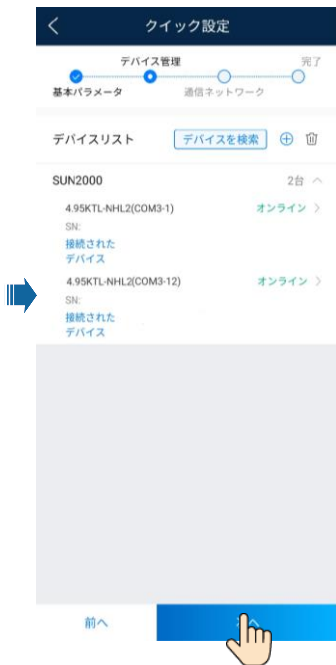 クイック設定
デバイス管理
完了
基本パラメータ
通信ネットワーク
デバイスリスト
デバイスを検索
SUN2000
2台
4.95KTL-NHL2(COM3-1)
オンライン
SN:
接続された
デバイス
4.95KTL-NHL2(COM3-12)
オンライン
SN:
接続された
デバイス
前へ